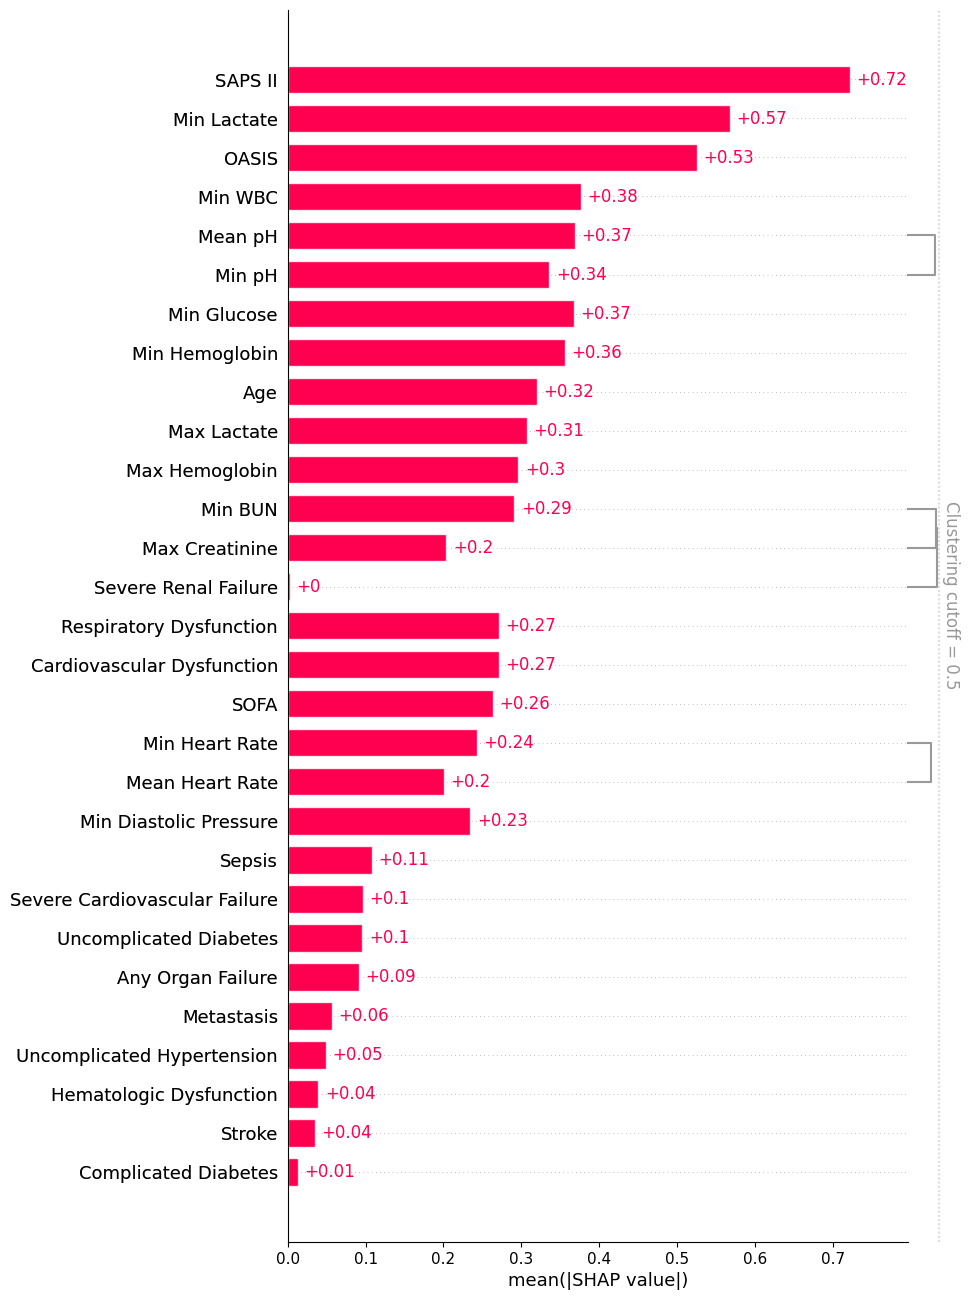 SAPS II +0.72
Min Lactate +0.57
OASIS +0.53
Min WBC +0.38
Mean pH +0.37
Min pH +0.34
Min Glucose +0.37
Min Hemoglobin +0.36
Age +0.32
Max Lactate +0.31
Max Hemoglobin +0.3
Min BUN +0.29
Max Creatinine +0.2
Severe Renal Failure +0
Respiratory Dysfunction +0.27
Cardiovascular Dysfunction +0.27
SOFA +0.26
Min Heart Rate +0.24
Mean Heart Rate +0.2
Min Diastolic Pressure +0.23
Sepsis +0.11
Severe Cardiovascular Failure +0.1
Uncomplicated Diabetes +0.1
Any Organ Failure +0.09
Metastasis +0.06
Uncomplicated Hypertension +0.05
Hematologic Dysfunction +0.04
Stroke +0.04
Complicated Diabetes +0.01
0.0 0.1 0.2 0.3 0.4 0.5 0.6 0.7
mean(|SHAP value|)
Clustering cutoff = 0.5